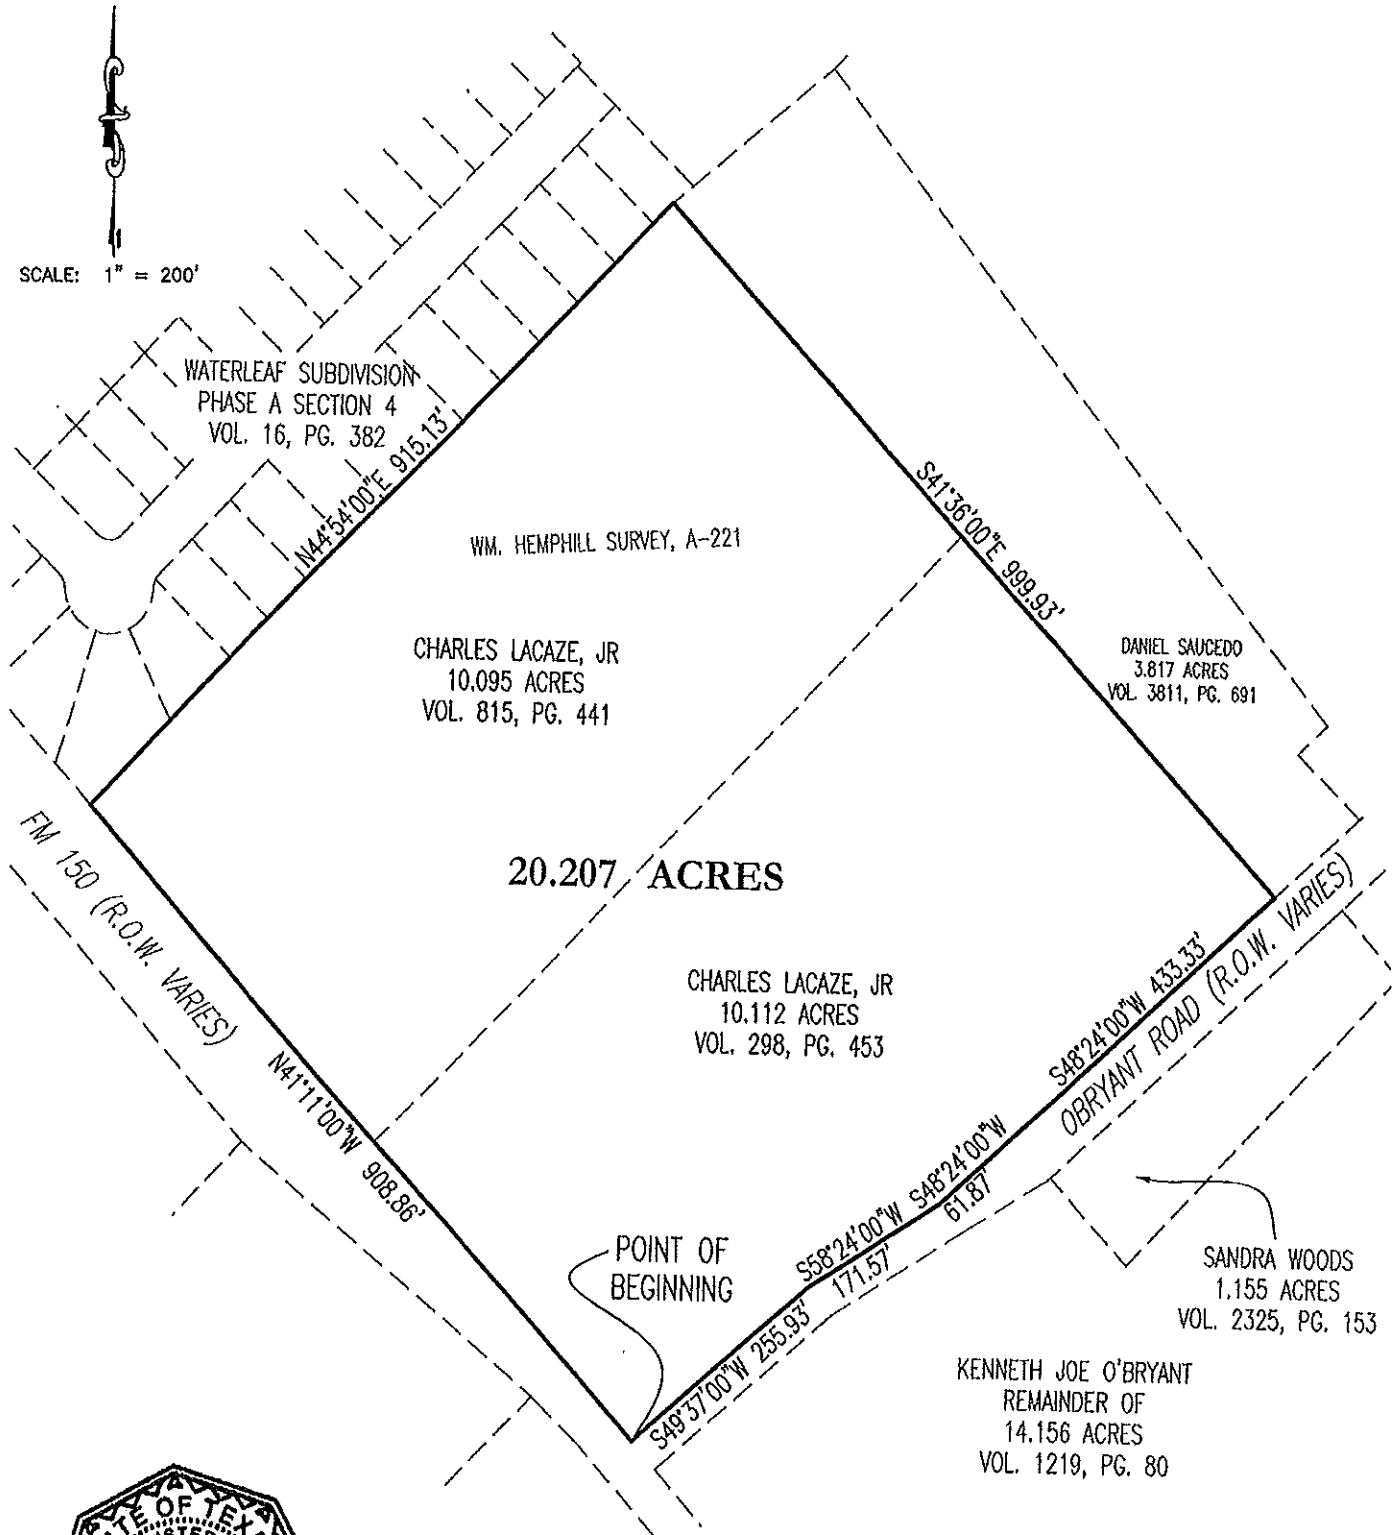 SCALE: 1" = 200'
WATERLEAF SUBDIVISION
PHASE A SECTION 4
VOL. 16, PG. 382
N44°54'00"E 915.13'
S41°36'00"E 999.93'
WM. HEMPHILL SURVEY, A-221
CHARLES LACAZE, JR
10.095 ACRES
VOL. 815, PG. 441
DANIEL SAUCEDO
3.817 ACRES
VOL. 3811, PG. 691
FM 150 (R.O.W. VARIES)
20.207 ACRES
CHARLES LACAZE, JR
10.112 ACRES
VOL. 298, PG. 453
N41°11'00"W 908.86'
S48°24'00"W 433.33'
OBRYANT ROAD (R.O.W. VARIES)
S48°24'00"W
61.87'
S58°24'00"W
171.57'
S49°37'00"W 255.93'
POINT OF
BEGINNING
SANDRA WOODS
1.155 ACRES
VOL. 2325, PG. 153
KENNETH JOE O'BRYANT
REMAINDER OF
14.156 ACRES
VOL. 1219, PG. 80
OF